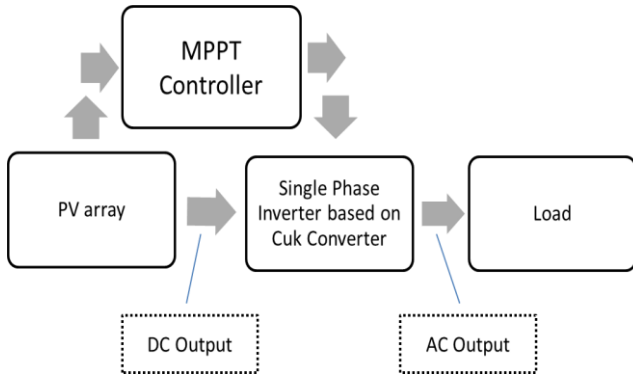 MPPT
Controller
PV array
Single Phase
Inverter based on
Cuk Converter
Load
DC Output
AC Output